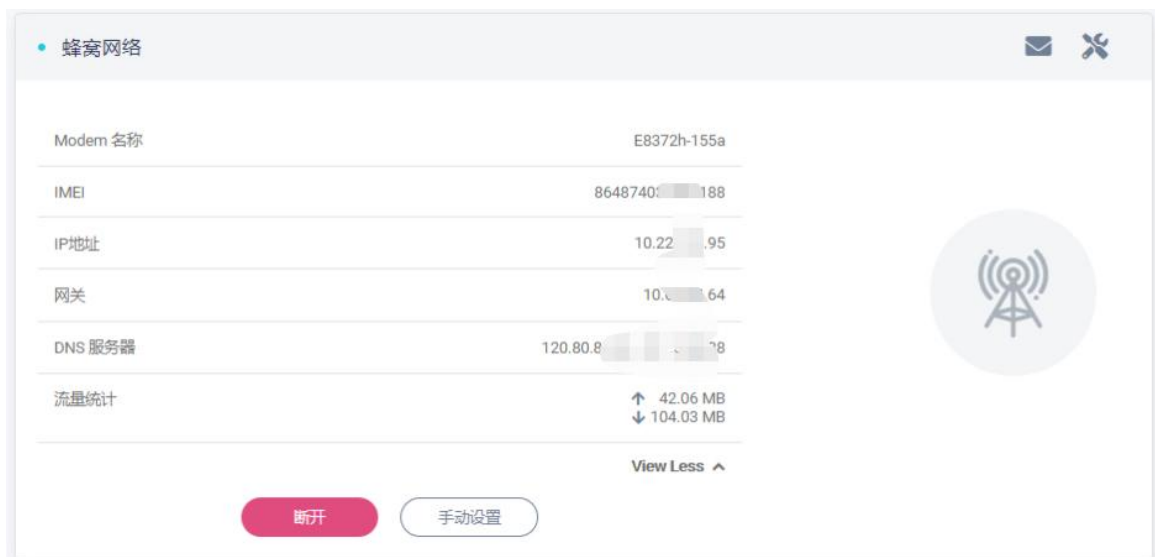 蜂窝网络
Modem 名称 E8372h-155a
IMEI 86487403 188
IP地址 10.22 .95
网关 10. .64
DNS 服务器 120.80.8
流量统计 ↑ 42.06 MB
↓ 104.03 MB
View Less
断开 手动设置